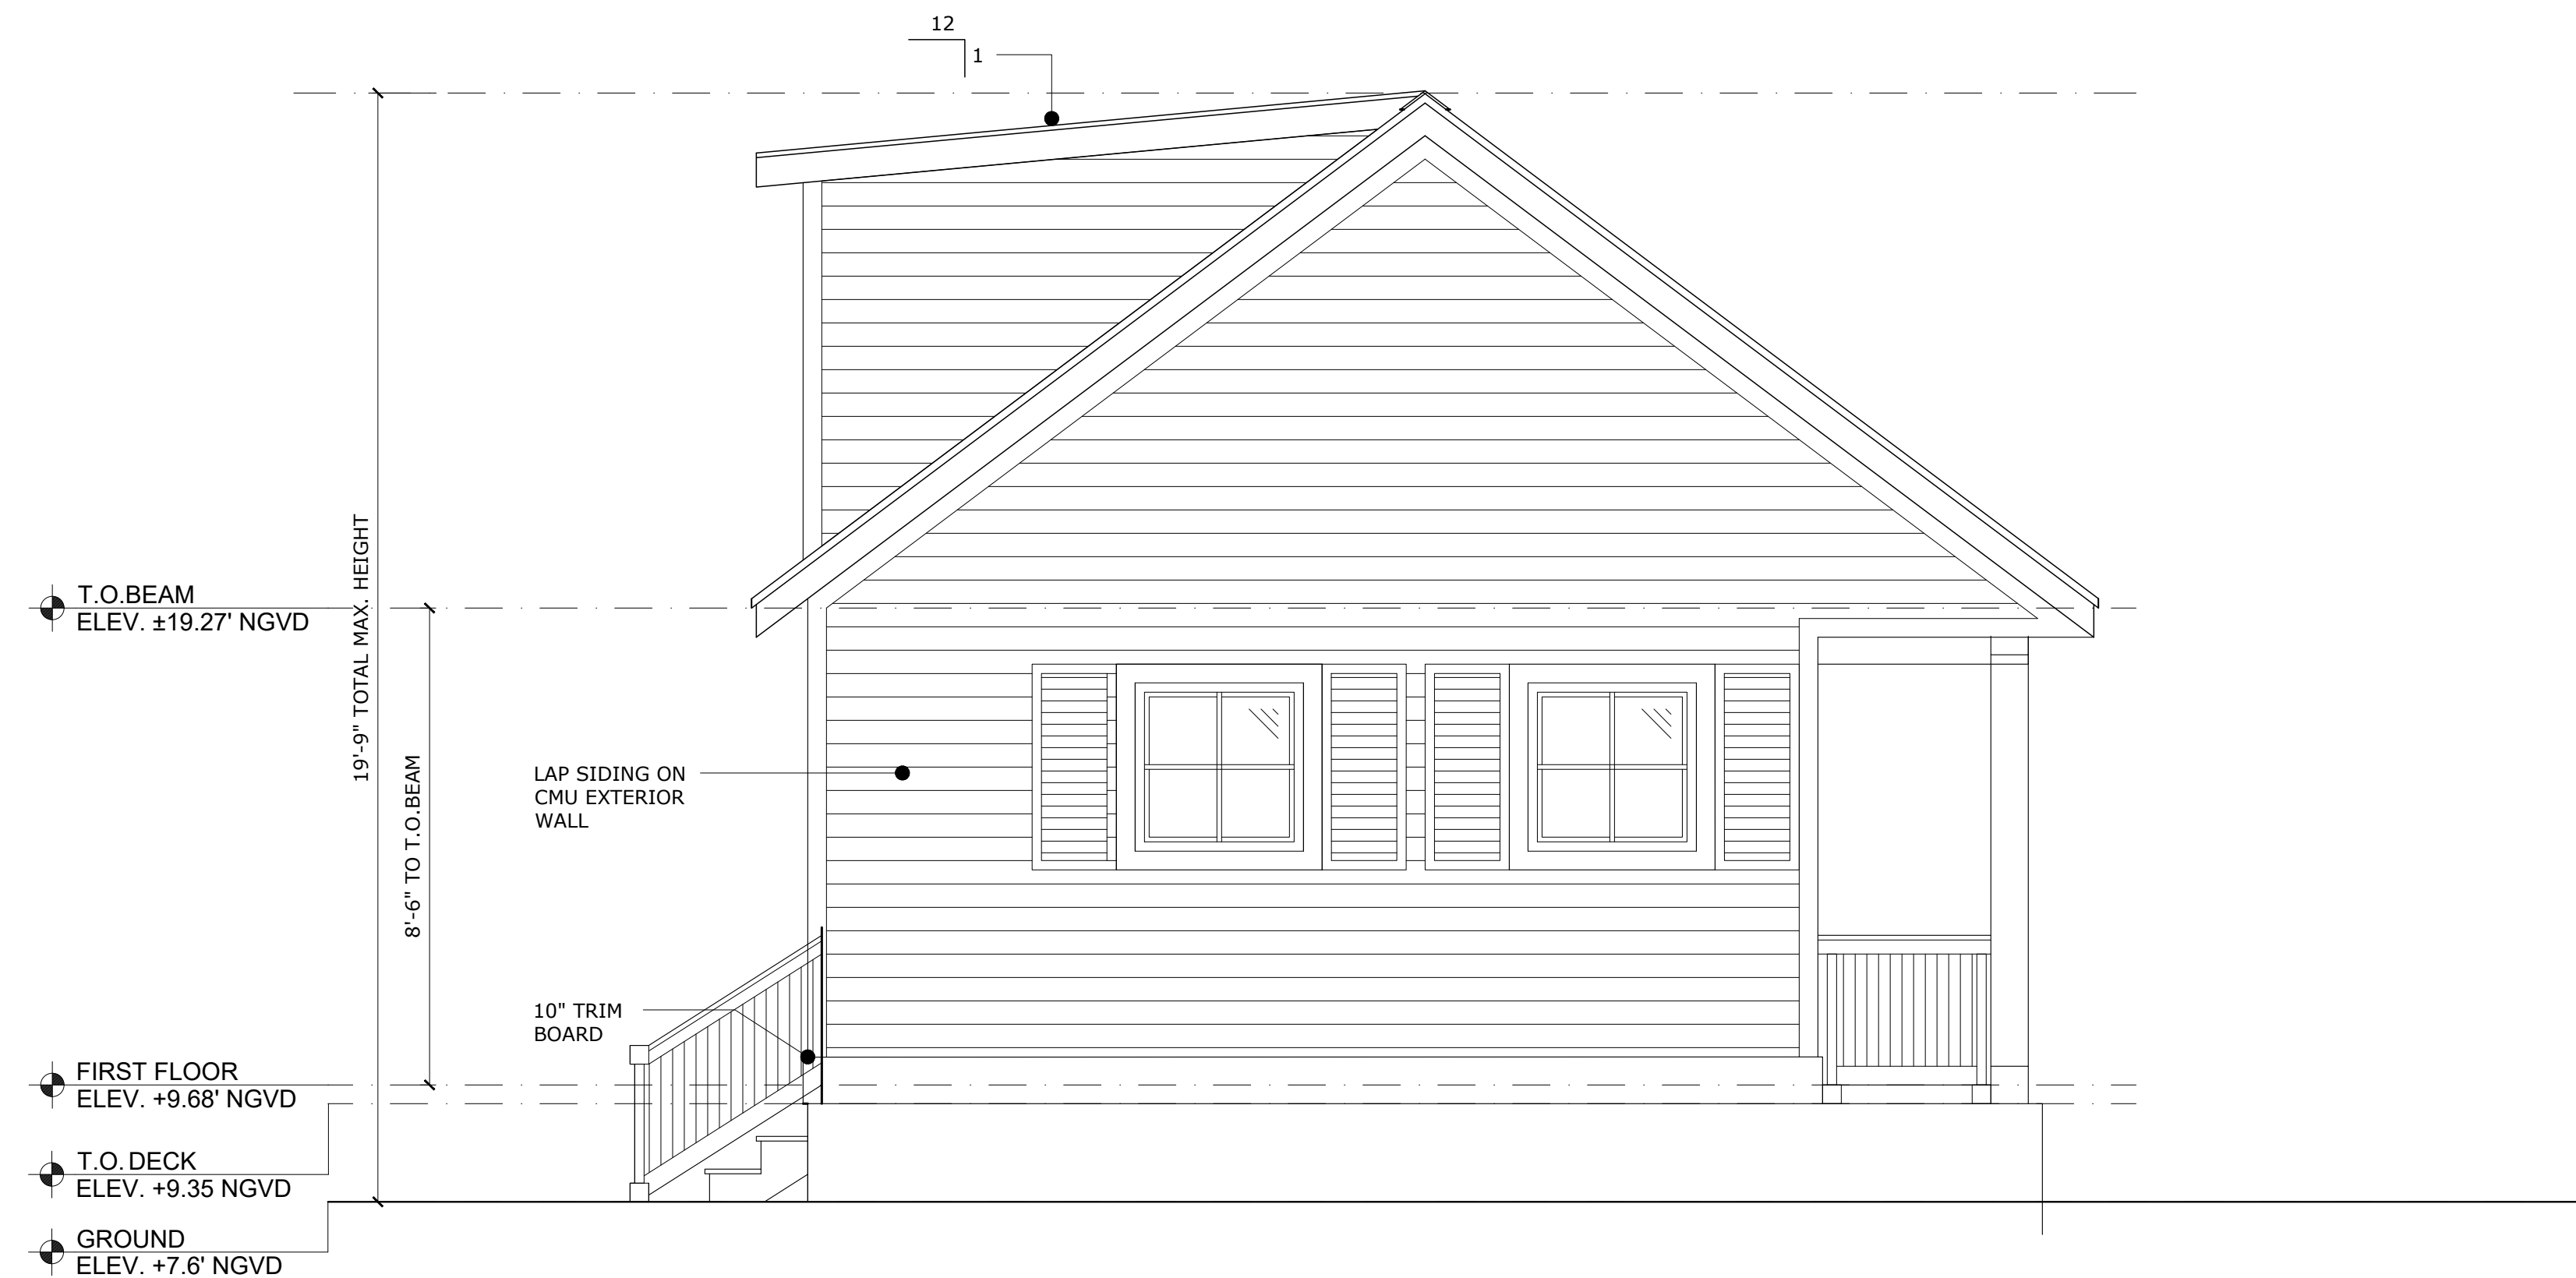 12
1
T.O.BEAM
ELEV. ±19.27' NGVD
19'-9" TOTAL MAX. HEIGHT
8'-6" TO T.O.BEAM
LAP SIDING ON
CMU EXTERIOR
WALL
10" TRIM
BOARD
FIRST FLOOR
ELEV. +9.68' NGVD
T.O. DECK
ELEV. +9.35 NGVD
GROUND
ELEV. +7.6' NGVD